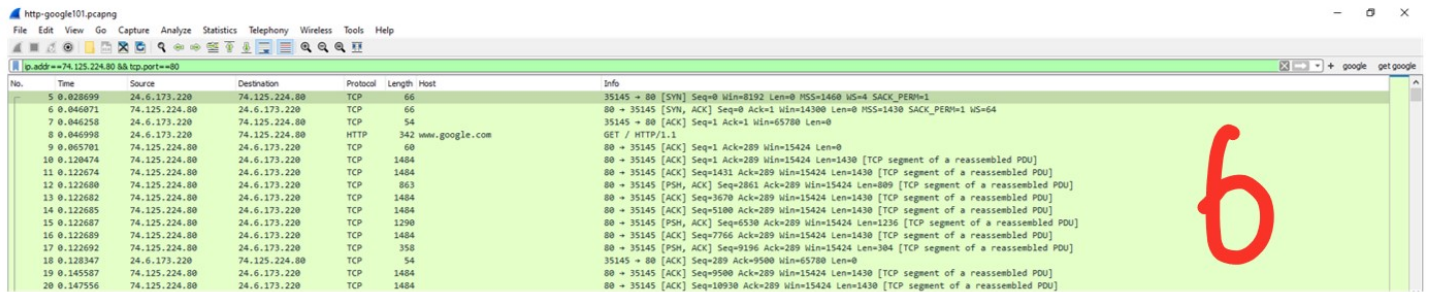 http-google101.pcapng
File Edit View Go Capture Analyze Statistics Telephony Wireless Tools Help
ip.addr==74.125.224.80 && tcp.port==80 + google get google
No. Time Source Destination Protocol Length Host Info
5 0.028699 24.6.173.220 74.125.224.80 TCP 66 35145 → 80 [SYN] Seq=0 Win=8192 Len=0 MSS=1460 WS=4 SACK_PERM=1
6 0.046071 74.125.224.80 24.6.173.220 TCP 66 80 → 35145 [SYN, ACK] Seq=0 Ack=1 Win=14300 Len=0 MSS=1430 SACK_PERM=1 WS=64
7 0.046258 24.6.173.220 74.125.224.80 TCP 54 35145 → 80 [ACK] Seq=1 Ack=1 Win=65780 Len=0
8 0.046998 24.6.173.220 74.125.224.80 HTTP 342 www.google.com GET / HTTP/1.1
9 0.065701 74.125.224.80 24.6.173.220 TCP 60 80 → 35145 [ACK] Seq=1 Ack=289 Win=15424 Len=0
10 0.120474 74.125.224.80 24.6.173.220 TCP 1484 80 → 35145 [ACK] Seq=1 Ack=289 Win=15424 Len=1430 [TCP segment of a reassembled PDU]
11 0.122674 74.125.224.80 24.6.173.220 TCP 1484 80 → 35145 [ACK] Seq=1431 Ack=289 Win=15424 Len=1430 [TCP segment of a reassembled PDU]
12 0.122680 74.125.224.80 24.6.173.220 TCP 863 80 → 35145 [PSH, ACK] Seq=2861 Ack=289 Win=15424 Len=809 [TCP segment of a reassembled PDU]
13 0.122682 74.125.224.80 24.6.173.220 TCP 1484 80 → 35145 [ACK] Seq=3670 Ack=289 Win=15424 Len=1430 [TCP segment of a reassembled PDU]
14 0.122685 74.125.224.80 24.6.173.220 TCP 1484 80 → 35145 [ACK] Seq=5100 Ack=289 Win=15424 Len=1430 [TCP segment of a reassembled PDU]
15 0.122687 74.125.224.80 24.6.173.220 TCP 1290 80 → 35145 [PSH, ACK] Seq=6530 Ack=289 Win=15424 Len=1236 [TCP segment of a reassembled PDU]
16 0.122689 74.125.224.80 24.6.173.220 TCP 1484 80 → 35145 [ACK] Seq=7766 Ack=289 Win=15424 Len=1430 [TCP segment of a reassembled PDU]
17 0.122692 74.125.224.80 24.6.173.220 TCP 358 80 → 35145 [PSH, ACK] Seq=9196 Ack=289 Win=15424 Len=304 [TCP segment of a reassembled PDU]
18 0.128347 24.6.173.220 74.125.224.80 TCP 54 35145 → 80 [ACK] Seq=289 Ack=9500 Win=65780 Len=0
19 0.145587 74.125.224.80 24.6.173.220 TCP 1484 80 → 35145 [ACK] Seq=9500 Ack=289 Win=15424 Len=1430 [TCP segment of a reassembled PDU]
20 0.147556 74.125.224.80 24.6.173.220 TCP 1484 80 → 35145 [ACK] Seq=10930 Ack=289 Win=15424 Len=1430 [TCP segment of a reassembled PDU]
6